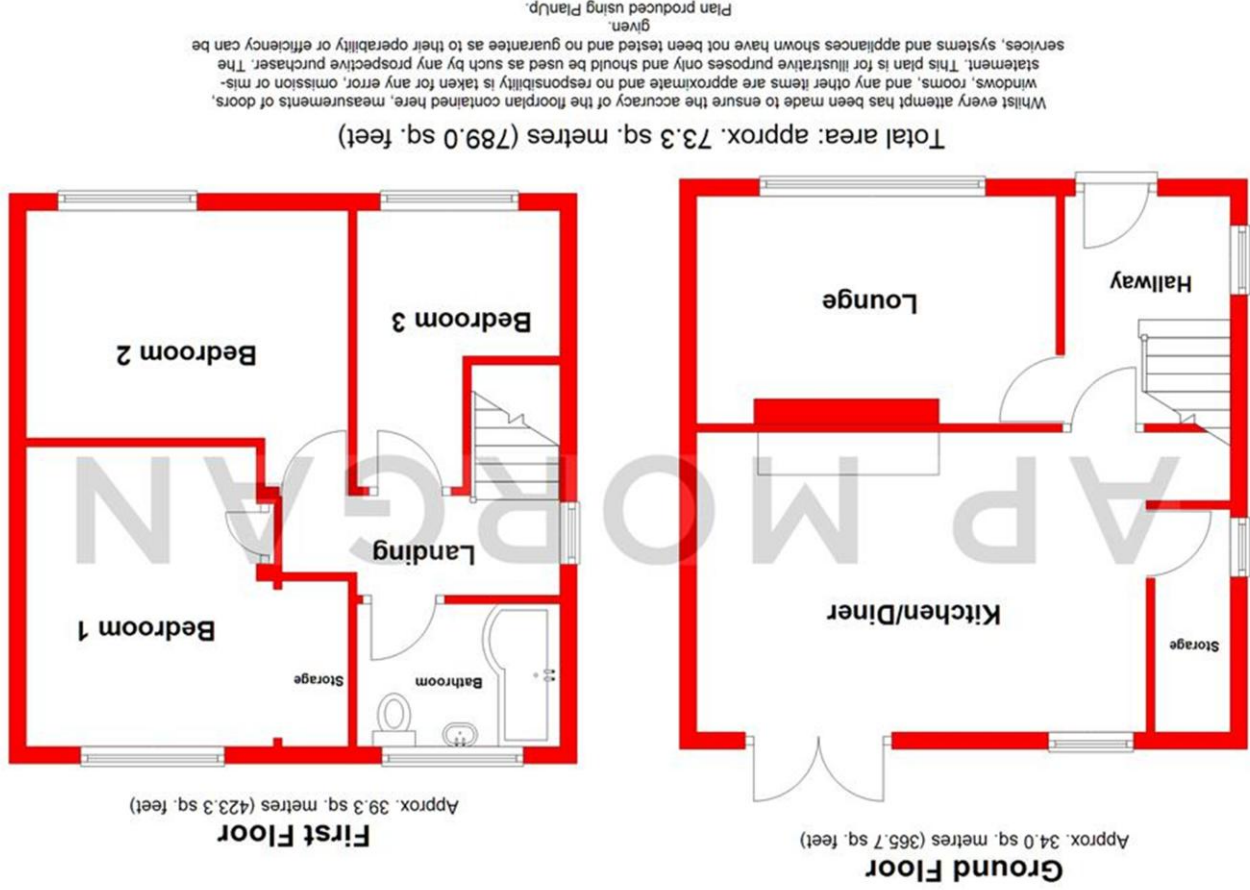 Ground Floor
Approx. 34.0 sq. metres (365.7 sq. feet)
Storage
Kitchen/Diner
Lounge
Hallway
First Floor
Approx. 39.3 sq. metres (423.3 sq. feet)
Bathroom
Storage
Bedroom 1
Landing
Bedroom 3
Bedroom 2
AP MORGAN
Total area: approx. 73.3 sq. metres (789.0 sq. feet)
Whilst every attempt has been made to ensure the accuracy of the floorplan contained here, measurements of doors,
windows, rooms, and any other items are approximate and no responsibility is taken for any error, omission or mis-
statement. This plan is for illustrative purposes only and should be used as such by any prospective purchaser. The
services, systems and appliances shown have not been tested and no guarantee as to their operability or efficiency can be
given.
Plan produced using PlanUp.